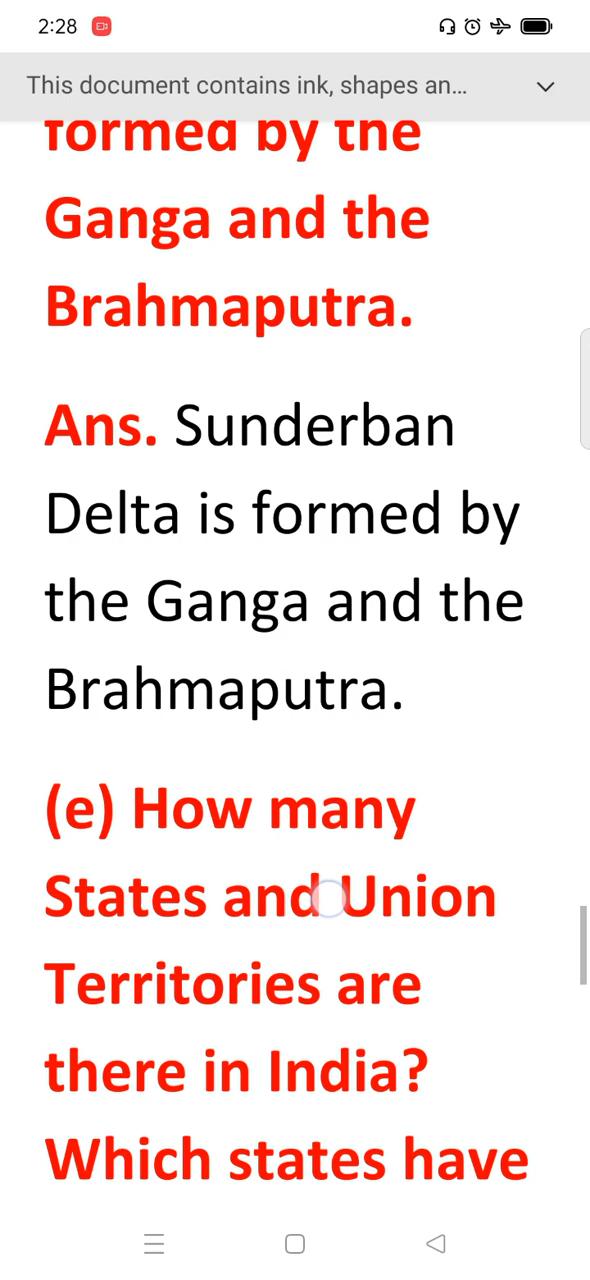 2:28
This document contains ink, shapes an...
formed by the
Ganga and the
Brahmaputra.
Ans. Sunderban
Delta is formed by
the Ganga and the
Brahmaputra.
(e) How many
States and Union
Territories are
there in India?
Which states have